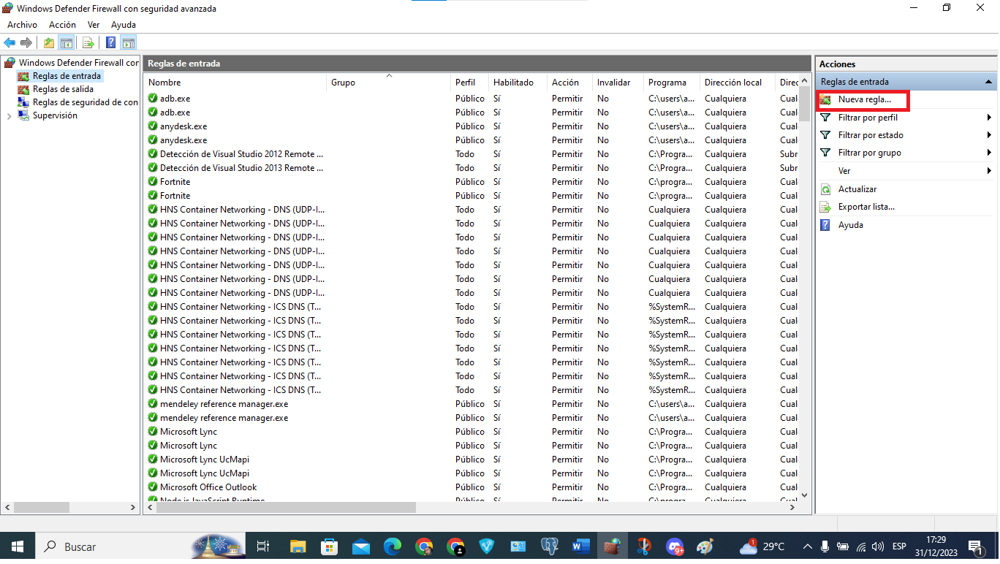 Windows Defender Firewall con seguridad avanzada
Archivo Acción Ver Ayuda
Windows Defender Firewall cor
Reglas de entrada
Reglas de salida
Reglas de seguridad de con
Supervisión
Reglas de entrada
Nombre Grupo Perfil Habilitado Acción Invalidar Programa Dirección local Direc
adb.exe Público Sí Permitir No C:\users\a... Cualquiera Cual
adb.exe Público Sí Permitir No C:\users\a... Cualquiera Cual
anydesk.exe Público Sí Permitir No C:\users\a... Cualquiera Cual
anydesk.exe Público Sí Permitir No C:\users\a... Cualquiera Cual
Detección de Visual Studio 2012 Remote ... Todo Sí Permitir No C:\Progra... Cualquiera Subr
Detección de Visual Studio 2013 Remote ... Todo Sí Permitir No C:\Progra... Cualquiera Subr
Fortnite Público Sí Permitir No C:\progra... Cualquiera Cual
Fortnite Público Sí Permitir No C:\progra... Cualquiera Cual
HNS Container Networking - DNS (UDP-I... Todo Sí Permitir No Cualquiera Cualquiera Cual
HNS Container Networking - DNS (UDP-I... Todo Sí Permitir No Cualquiera Cualquiera Cual
HNS Container Networking - DNS (UDP-I... Todo Sí Permitir No Cualquiera Cualquiera Cual
HNS Container Networking - DNS (UDP-I... Todo Sí Permitir No Cualquiera Cualquiera Cual
HNS Container Networking - DNS (UDP-I... Todo Sí Permitir No Cualquiera Cualquiera Cual
HNS Container Networking - DNS (UDP-I... Todo Sí Permitir No Cualquiera Cualquiera Cual
HNS Container Networking - DNS (UDP-I... Todo Sí Permitir No Cualquiera Cualquiera Cual
HNS Container Networking - ICS DNS (T... Todo Sí Permitir No %SystemR... Cualquiera Cual
HNS Container Networking - ICS DNS (T... Todo Sí Permitir No %SystemR... Cualquiera Cual
HNS Container Networking - ICS DNS (T... Todo Sí Permitir No %SystemR... Cualquiera Cual
HNS Container Networking - ICS DNS (T... Todo Sí Permitir No %SystemR... Cualquiera Cual
HNS Container Networking - ICS DNS (T... Todo Sí Permitir No %SystemR... Cualquiera Cual
HNS Container Networking - ICS DNS (T... Todo Sí Permitir No %SystemR... Cualquiera Cual
HNS Container Networking - ICS DNS (T... Todo Sí Permitir No %SystemR... Cualquiera Cual
mendeley reference manager.exe Público Sí Permitir No C:\users\a... Cualquiera Cual
mendeley reference manager.exe Público Sí Permitir No C:\users\a... Cualquiera Cual
Microsoft Lync Público Sí Permitir No C:\Progra... Cualquiera Cual
Microsoft Lync Público Sí Permitir No C:\Progra... Cualquiera Cual
Microsoft Lync UcMapi Público Sí Permitir No C:\Progra... Cualquiera Cual
Microsoft Lync UcMapi Público Sí Permitir No C:\Progra... Cualquiera Cual
Microsoft Office Outlook Público Sí Permitir No C:\Progra... Cualquiera Cual
Node.js JavaScript Runtime Público Sí Permitir No C:\progra... Cualquiera Cual
Acciones
Reglas de entrada
Nueva regla...
Filtrar por perfil
Filtrar por estado
Filtrar por grupo
Ver
Actualizar
Exportar lista...
Ayuda
Buscar
9+
1
29°C
ESP
17:29
31/12/2023
1